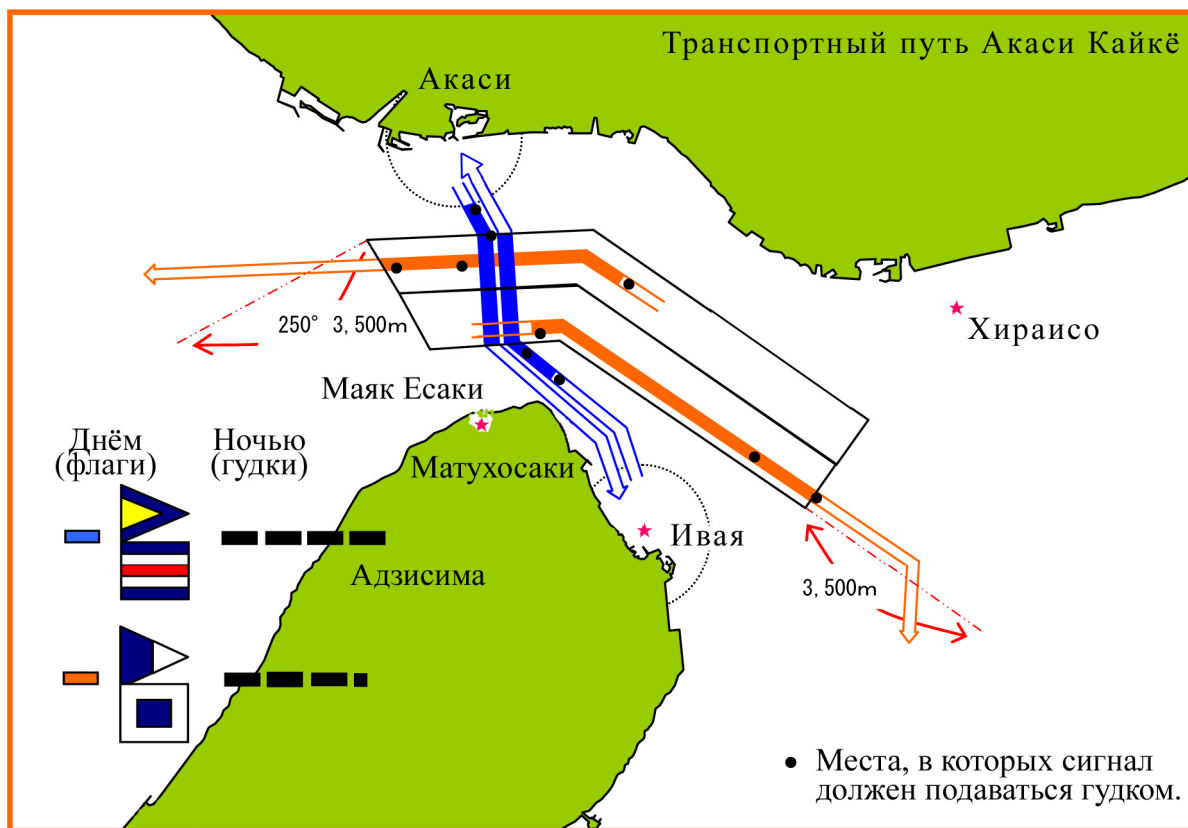 Транспортный путь Акаси Кайкё
Акаси
250° 3,500m
Хираисо
Маяк Есаки
Днём
(флаги)
Ночью
(гудки)
Матухосаки
Ивая
Адзисима
3,500m
● Места, в которых сигнал
должен подаваться гудком.